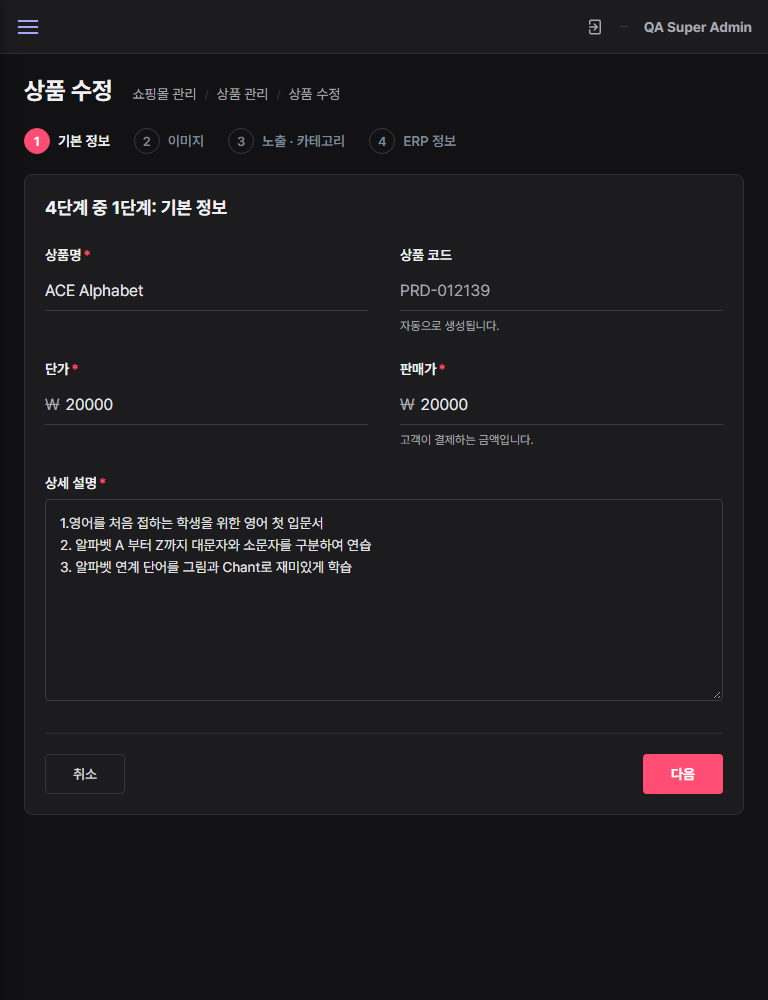 QA Super Admin
상품 수정
쇼핑몰 관리 / 상품 관리 / 상품 수정
1 기본 정보 2 이미지 3 노출 · 카테고리 4 ERP 정보
4단계 중 1단계: 기본 정보
상품명 *
ACE Alphabet
상품 코드
PRD-012139
자동으로 생성됩니다.
단가 *
₩ 20000
판매가 *
₩ 20000
고객이 결제하는 금액입니다.
상세 설명 *
1.영어를 처음 접하는 학생을 위한 영어 첫 입문서
2. 알파벳 A 부터 Z까지 대문자와 소문자를 구분하여 연습
3. 알파벳 연계 단어를 그림과 Chant로 재미있게 학습
취소
다음